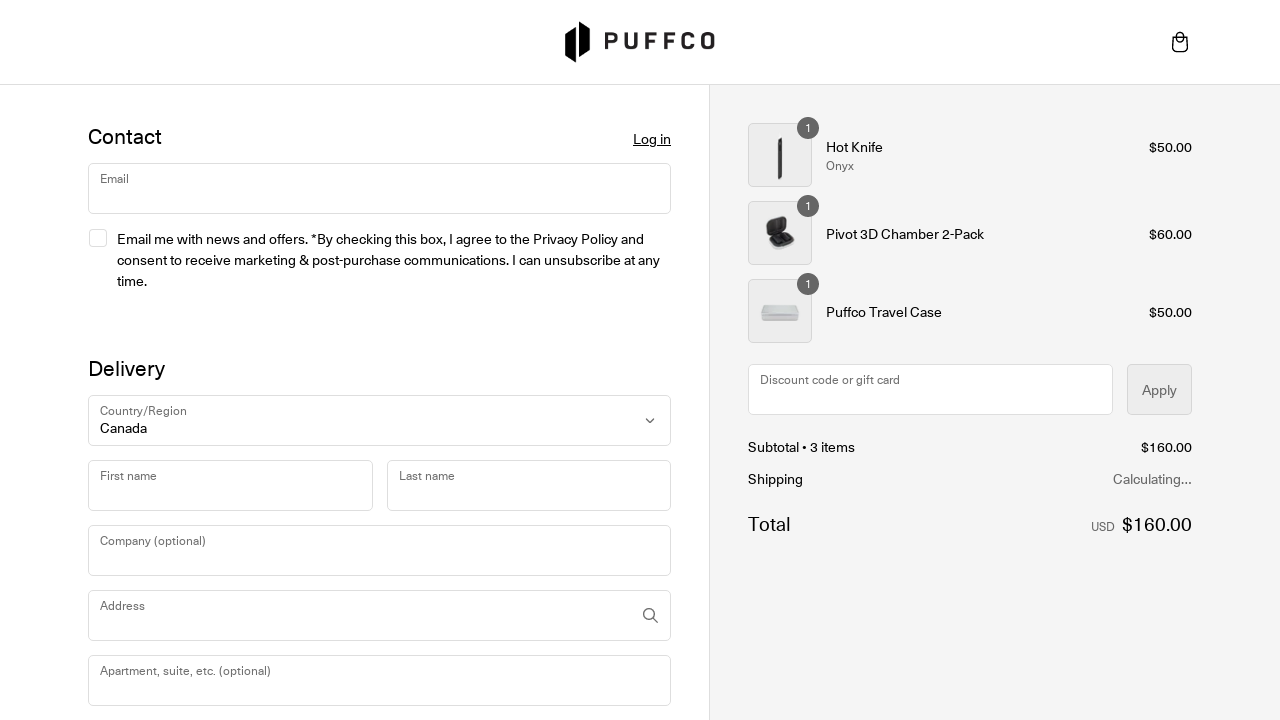 PUFFCO
Contact
Log in
Email
Email me with news and offers. *By checking this box, I agree to the Privacy Policy and
consent to receive marketing & post-purchase communications. I can unsubscribe at any
time.
Delivery
Country/Region
Canada
First name
Last name
Company (optional)
Address
Apartment, suite, etc. (optional)
1
Hot Knife
Onyx
$50.00
1
Pivot 3D Chamber 2-Pack
$60.00
1
Puffco Travel Case
$50.00
Discount code or gift card
Apply
Subtotal • 3 items
$160.00
Shipping
Calculating...
Total
USD $160.00